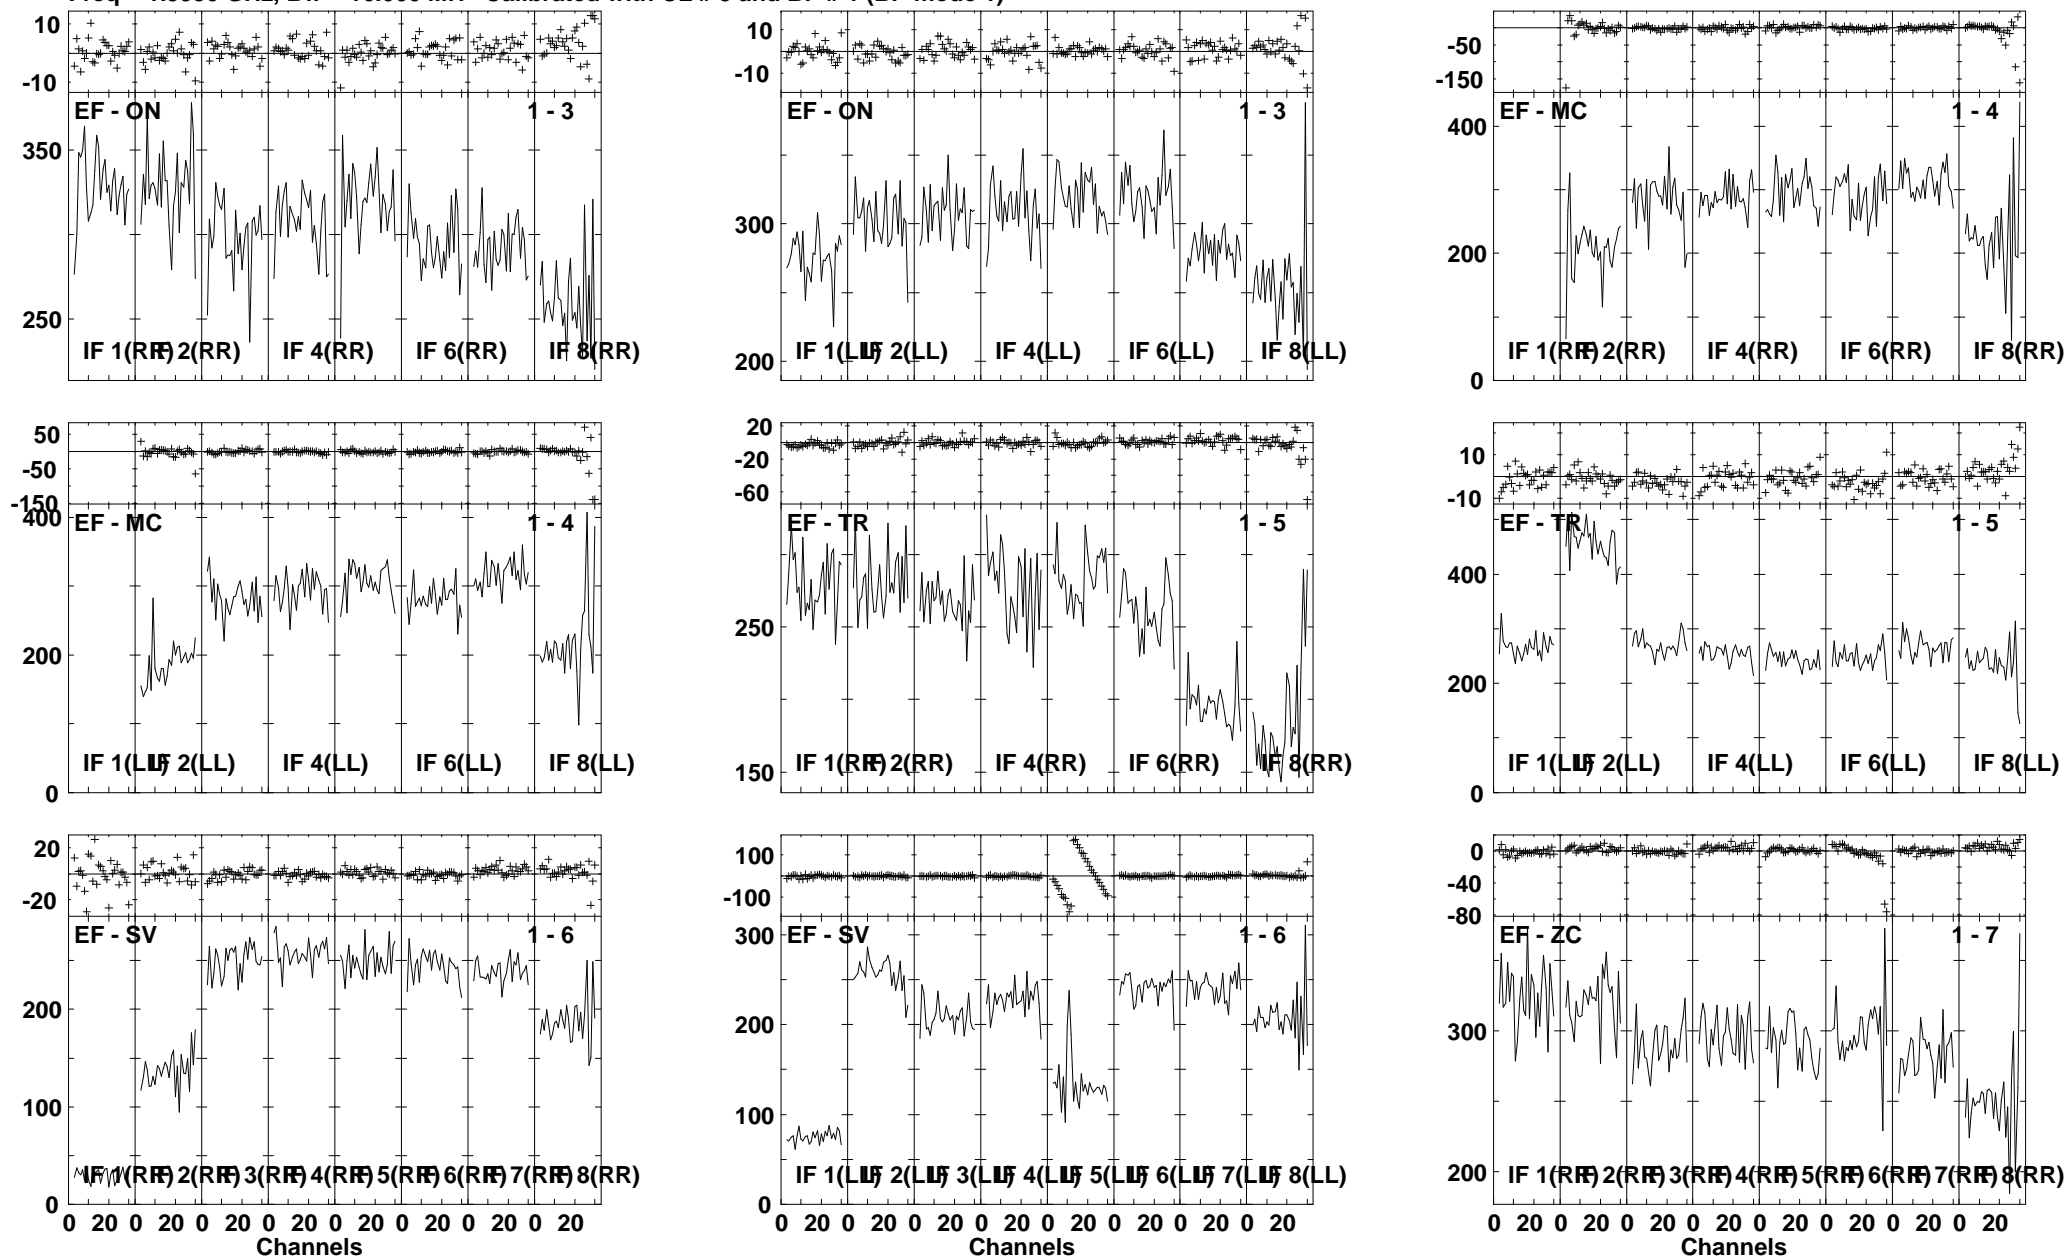 10
-10
EF - ON
1 - 3
350
250
IF 1(RR)
IF 2(RR)
IF 4(RR)
IF 6(RR)
IF 8(RR)
10
-10
EF - ON
1 - 3
300
200
IF 1(LL)
IF 2(LL)
IF 4(LL)
IF 6(LL)
IF 8(LL)
-50
-150
EF - MC
1 - 4
400
200
0
IF 1(RR)
IF 2(RR)
IF 4(RR)
IF 6(RR)
IF 8(RR)
50
-50
-150
EF - MC
1 - 4
400
200
0
IF 1(LL)
IF 2(LL)
IF 4(LL)
IF 6(LL)
IF 8(LL)
20
-20
-60
EF - TR
1 - 5
250
150
IF 1(RR)
IF 2(RR)
IF 4(RR)
IF 6(RR)
IF 8(RR)
10
-10
EF - TR
1 - 5
400
200
0
IF 1(LL)
IF 2(LL)
IF 4(LL)
IF 6(LL)
IF 8(LL)
20
-20
EF - SV
1 - 6
200
100
0
IF 1(RR)
IF 2(RR)
IF 3(RR)
IF 4(RR)
IF 5(RR)
IF 6(RR)
IF 7(RR)
IF 8(RR)
0 20 0 20 0 20 0 20 0 20 0 20 0 20 0 20
Channels
100
-100
EF - SV
1 - 6
300
200
100
0
IF 1(LL)
IF 2(LL)
IF 3(LL)
IF 4(LL)
IF 5(LL)
IF 6(LL)
IF 7(LL)
IF 8(LL)
0 20 0 20 0 20 0 20 0 20 0 20 0 20 0 20
Channels
0
-40
-80
EF - ZC
1 - 7
300
200
IF 1(RR)
IF 2(RR)
IF 3(RR)
IF 4(RR)
IF 5(RR)
IF 6(RR)
IF 7(RR)
IF 8(RR)
0 20 0 20 0 20 0 20 0 20 0 20 0 20 0 20
Channels